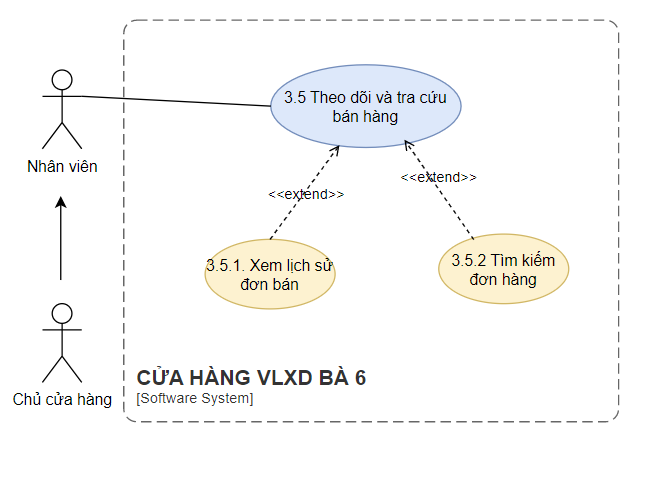 3.5 Theo dõi và tra cứu
bán hàng
Nhân viên
<<extend>>
<<extend>>
3.5.1. Xem lịch sử
đơn bán
3.5.2 Tìm kiếm
đơn hàng
Chủ cửa hàng
CỬA HÀNG VLXD BÀ 6
[Software System]